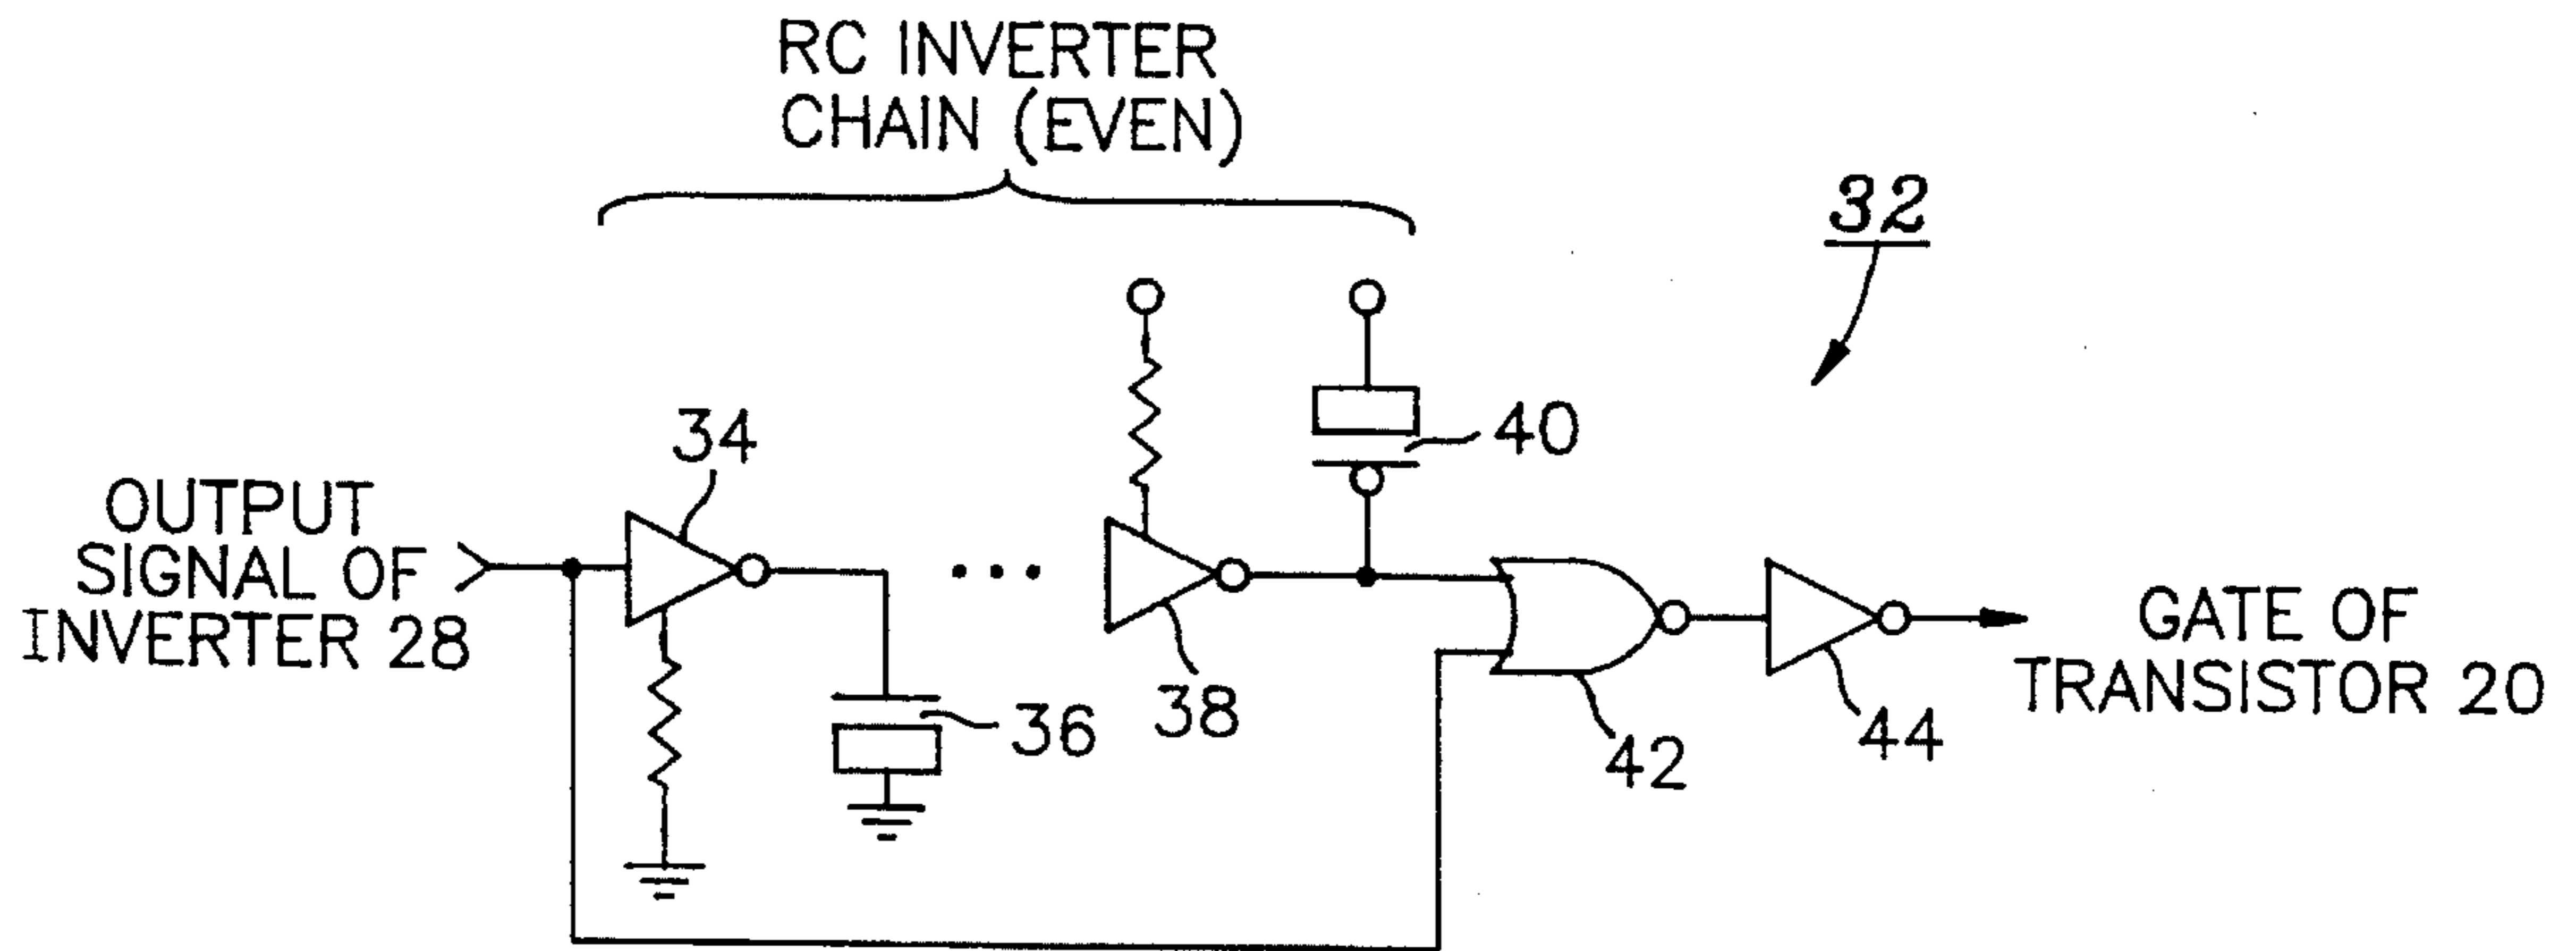 RC INVERTER
CHAIN (EVEN)
32
34
40
OUTPUT
SIGNAL OF
INVERTER 28
36
38
42
44
GATE OF
TRANSISTOR 20